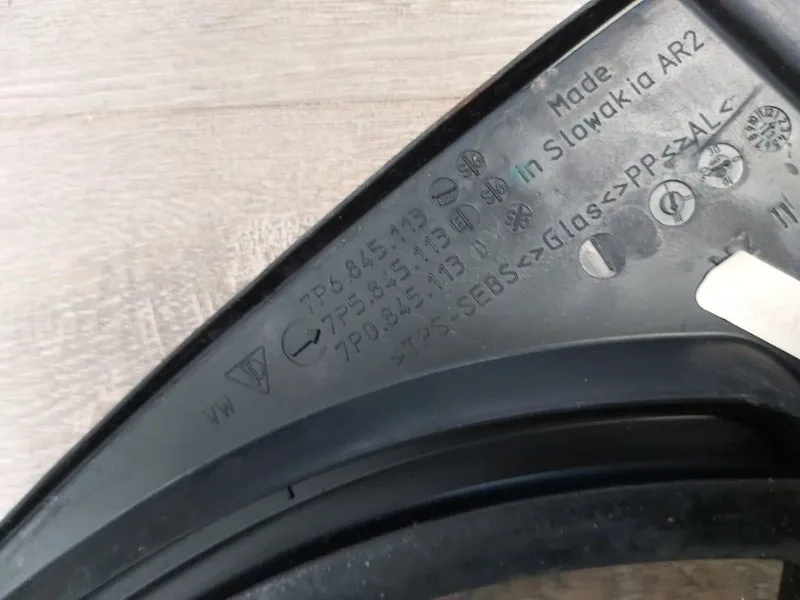 Made
in Slowakia AR2
7P6.845.113
7P5.845.113
7P0.845.113
>TPS-SEBS<>Glas<>PP<>AL<
VW